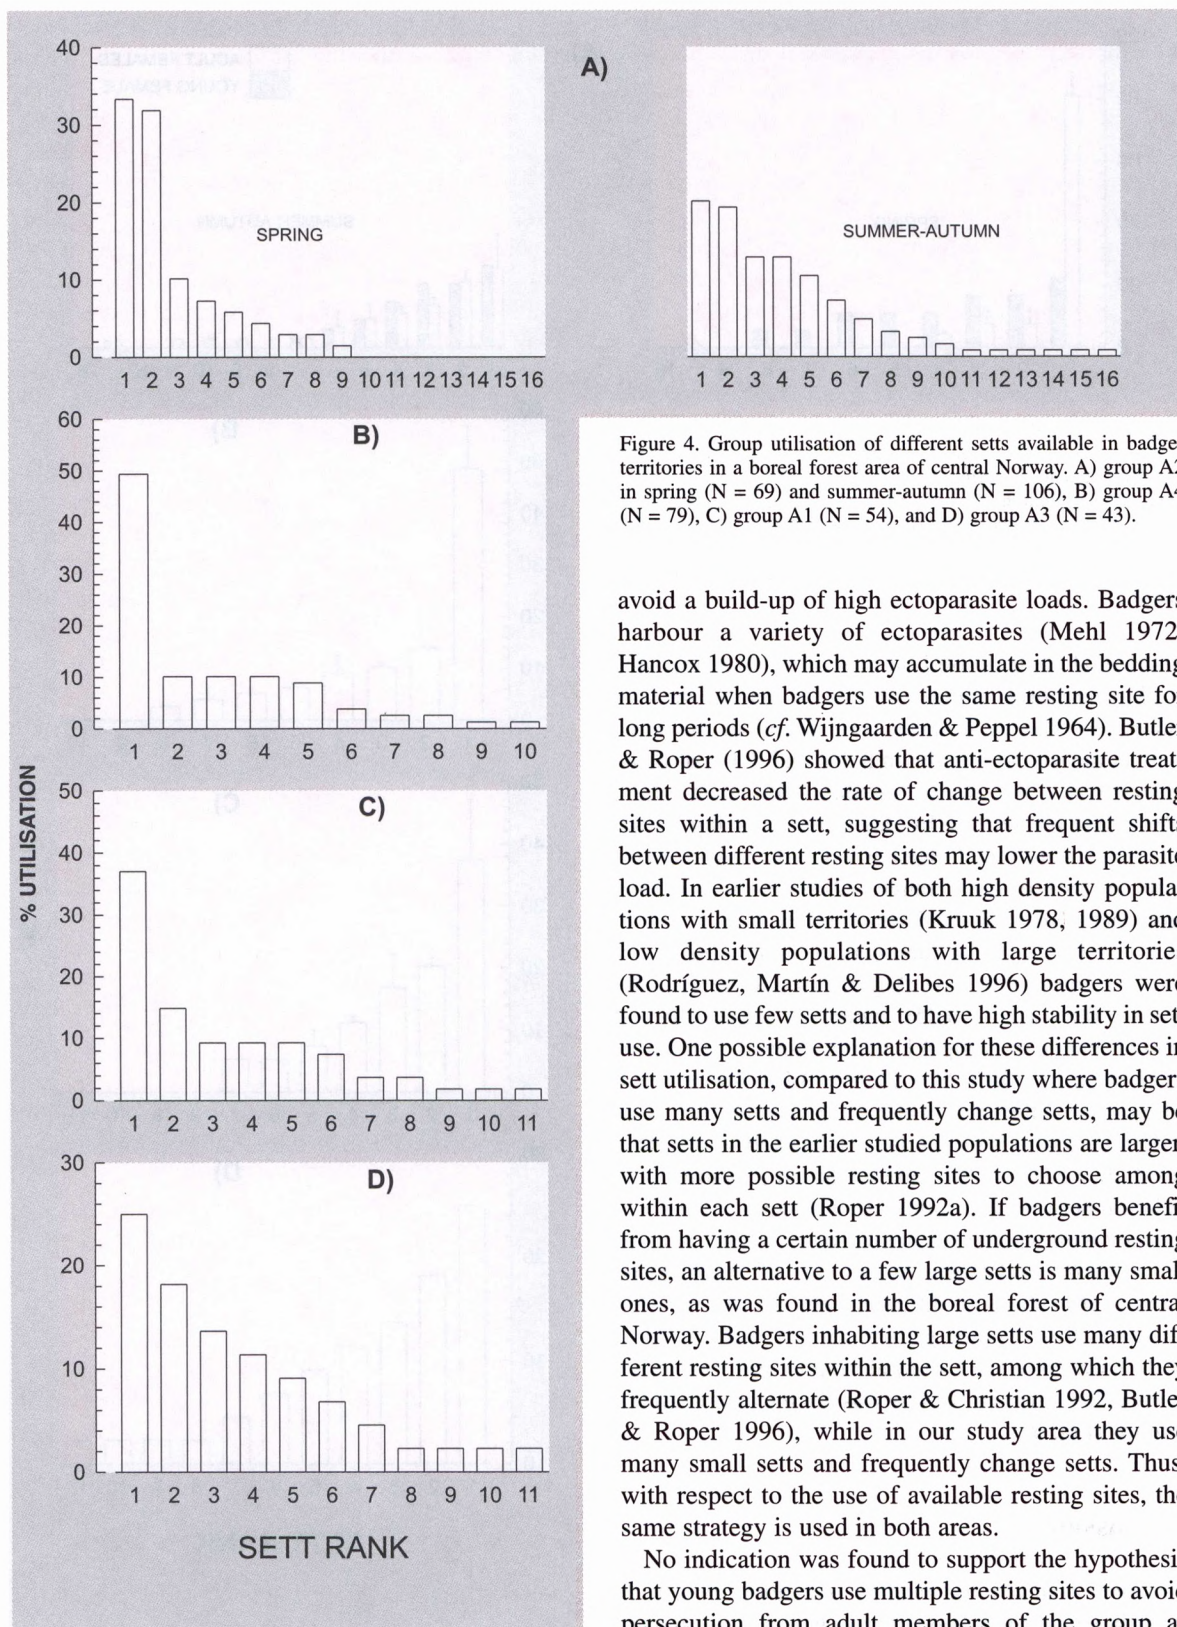 A)
40
30
20
10
0
SPRING
1 2 3 4 5 6 7 8 9 10 11 12 13 14 15 16
SUMMER-AUTUMN
1 2 3 4 5 6 7 8 9 10 11 12 13 14 15 16
B)
60
50
40
30
20
10
0
1 2 3 4 5 6 7 8 9 10
% UTILISATION
C)
50
40
30
20
10
0
1 2 3 4 5 6 7 8 9 10 11
D)
30
20
10
0
1 2 3 4 5 6 7 8 9 10 11
SETT RANK
Figure 4. Group utilisation of different setts available in badge
territories in a boreal forest area of central Norway. A) group A2
in spring (N = 69) and summer-autumn (N = 106), B) group A4
(N = 79), C) group A1 (N = 54), and D) group A3 (N = 43).
avoid a build-up of high ectoparasite loads. Badgers
harbour a variety of ectoparasites (Mehl 1972
Hancox 1980), which may accumulate in the bedding
material when badgers use the same resting site fo
long periods (cf. Wijngaarden & Peppel 1964). Butle
& Roper (1996) showed that anti-ectoparasite treat
ment decreased the rate of change between resting
sites within a sett, suggesting that frequent shifts
between different resting sites may lower the parasite
load. In earlier studies of both high density popula
tions with small territories (Kruuk 1978, 1989) and
low density populations with large territorie
(Rodríguez, Martín & Delibes 1996) badgers were
found to use few setts and to have high stability in set
use. One possible explanation for these differences in
sett utilisation, compared to this study where badger
use many setts and frequently change setts, may be
that setts in the earlier studied populations are larger
with more possible resting sites to choose among
within each sett (Roper 1992a). If badgers benefi
from having a certain number of underground resting
sites, an alternative to a few large setts is many smal
ones, as was found in the boreal forest of centra
Norway. Badgers inhabiting large setts use many dif
ferent resting sites within the sett, among which they
frequently alternate (Roper & Christian 1992, Butle
& Roper 1996), while in our study area they use
many small setts and frequently change setts. Thus
with respect to the use of available resting sites, the
same strategy is used in both areas.
No indication was found to support the hypothesi
that young badgers use multiple resting sites to avoid
persecution from adult members of the group a